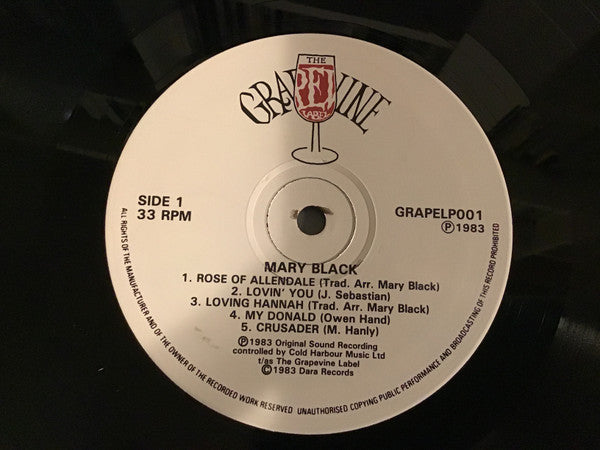 THE
GRAPEVINE
LABEL
SIDE 1
33 RPM
GRAPELP001
Ⓟ1983
MARY BLACK
1. ROSE OF ALLENDALE (Trad. Arr. Mary Black)
2. LOVIN' YOU (J. Sebastian)
3. LOVING HANNAH (Trad. Arr. Mary Black)
4. MY DONALD (Owen Hand)
5. CRUSADER (M. Hanly)
Ⓟ1983 Original Sound Recording
controlled by Cold Harbour Music Ltd
t/as The Grapevine Label
©1983 Dara Records
ALL RIGHTS OF THE MANUFACTURER AND OF THE OWNER OF THE RECORDED WORK RESERVED UNAUTHORISED COPYING PUBLIC PERFORMANCE AND BROADCASTING OF THIS RECORD PROHIBITED